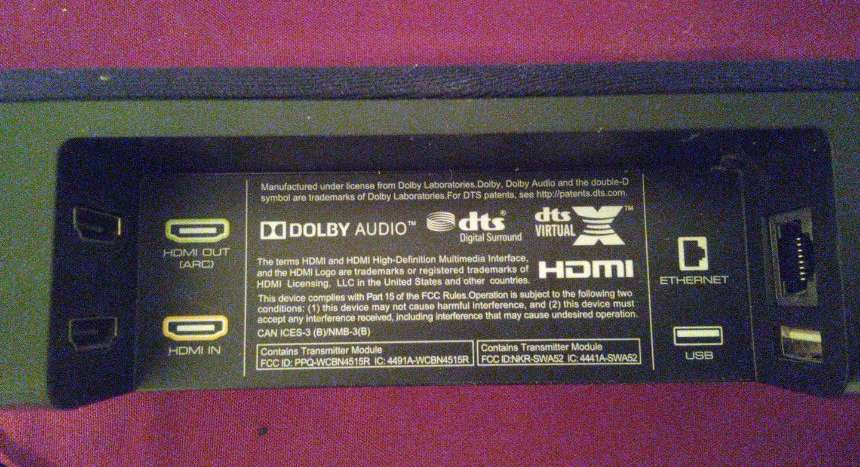 Manufactured under license from Dolby Laboratories.Dolby, Dolby Audio and the double-D
symbol are trademarks of Dolby Laboratories.For DTS patents, see http://patents.dts.com.
DOLBY AUDIO™
dts®
Digital Surround
dts X™
VIRTUAL
HDMI OUT
(ARC)
The terms HDMI and HDMI High-Definition Multimedia Interface,
and the HDMI Logo are trademarks or registered trademarks of
HDMI Licensing, LLC in the United States and other countries.
HDMI
ETHERNET
This device complies with Part 15 of the FCC Rules.Operation is subject to the following two
conditions: (1) this device may not cause harmful Interference, and (2) this device must
accept any interference received, including interference that may cause undesired operation.
CAN ICES-3 (B)/NMB-3(B)
HDMI IN
Contains Transmitter Module
FCC ID: PPQ-WCBN4515R IC: 4491A-WCBN4515R
Contains Transmitter Module
FCC ID:NKR-SWA52 IC: 4441A-SWA52
USB